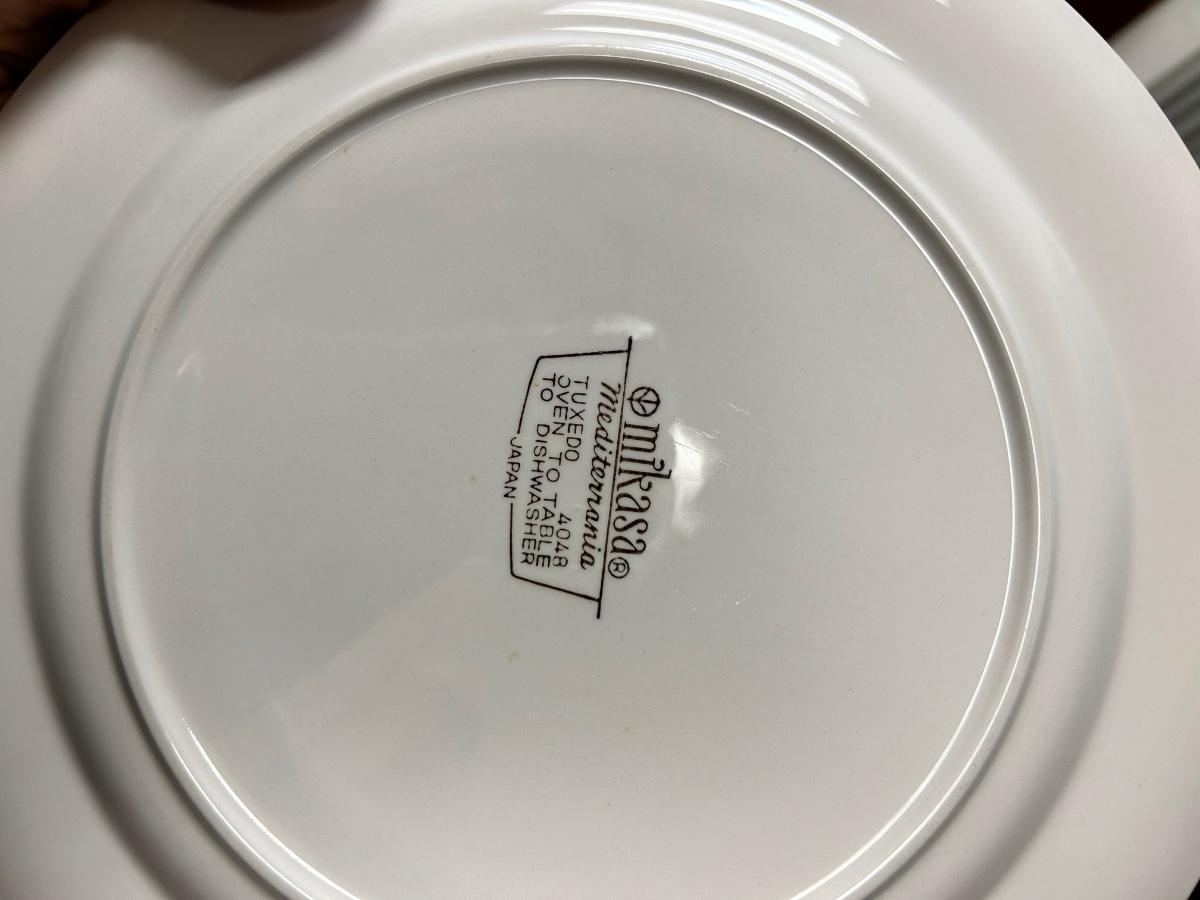 mikasa®
Mediterrania
TUXEDO 4048
OVEN TO TABLE
TO DISHWASHER
JAPAN